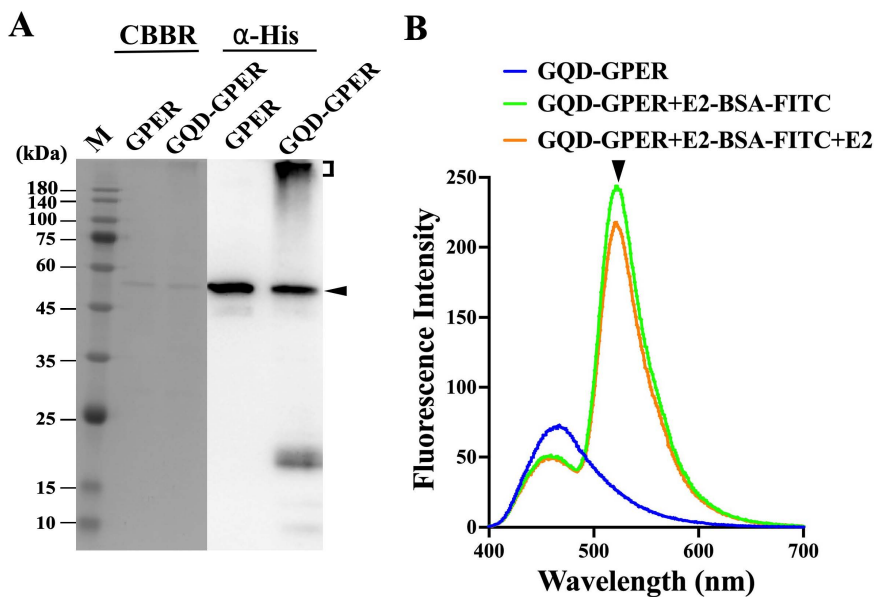 A
CBBR α-His
GPER GQD-GPER GPER GQD-GPER
(kDa) M
180
140
100
75
60
45
35
25
15
10
B
GQD-GPER
GQD-GPER+E2-BSA-FITC
GQD-GPER+E2-BSA-FITC+E2
250
200
150
100
50
0
Fluorescence Intensity
400 500 600 700
Wavelength (nm)